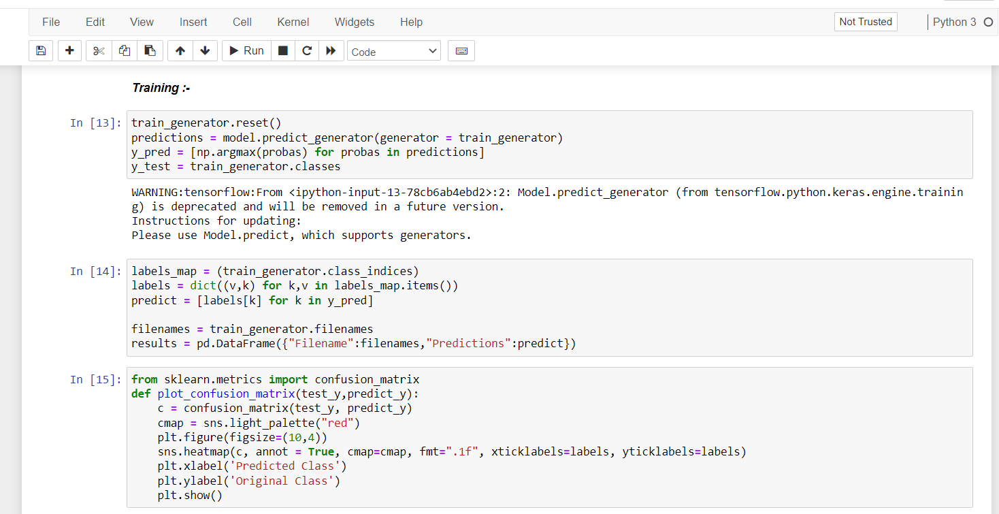 File Edit View Insert Cell Kernel Widgets Help Not Trusted Python 3
Run Code
Training :-
In [13]: train_generator.reset()
predictions = model.predict_generator(generator = train_generator)
y_pred = [np.argmax(probas) for probas in predictions]
y_test = train_generator.classes
WARNING:tensorflow:From <ipython-input-13-78cb6ab4ebd2>:2: Model.predict_generator (from tensorflow.python.keras.engine.trainin
g) is deprecated and will be removed in a future version.
Instructions for updating:
Please use Model.predict, which supports generators.
In [14]: labels_map = (train_generator.class_indices)
labels = dict((v,k) for k,v in labels_map.items())
predict = [labels[k] for k in y_pred]
filenames = train_generator.filenames
results = pd.DataFrame({"Filename":filenames,"Predictions":predict})
In [15]: from sklearn.metrics import confusion_matrix
def plot_confusion_matrix(test_y,predict_y):
    c = confusion_matrix(test_y, predict_y)
    cmap = sns.light_palette("red")
    plt.figure(figsize=(10,4))
    sns.heatmap(c, annot = True, cmap=cmap, fmt=".1f", xticklabels=labels, yticklabels=labels)
    plt.xlabel('Predicted Class')
    plt.ylabel('Original Class')
    plt.show()